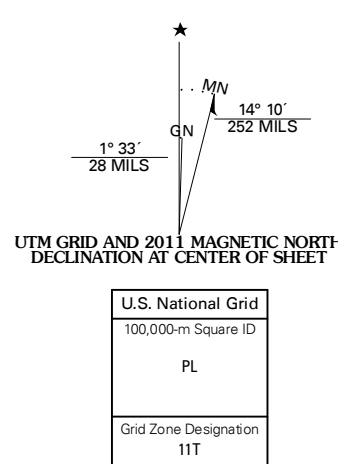 ★
MN
GN
14° 10´
252 MILS
1° 33´
28 MILS
UTM GRID AND 2011 MAGNETIC NORTH
DECLINATION AT CENTER OF SHEET
U.S. National Grid
100,000-m Square ID
PL
Grid Zone Designation
11T